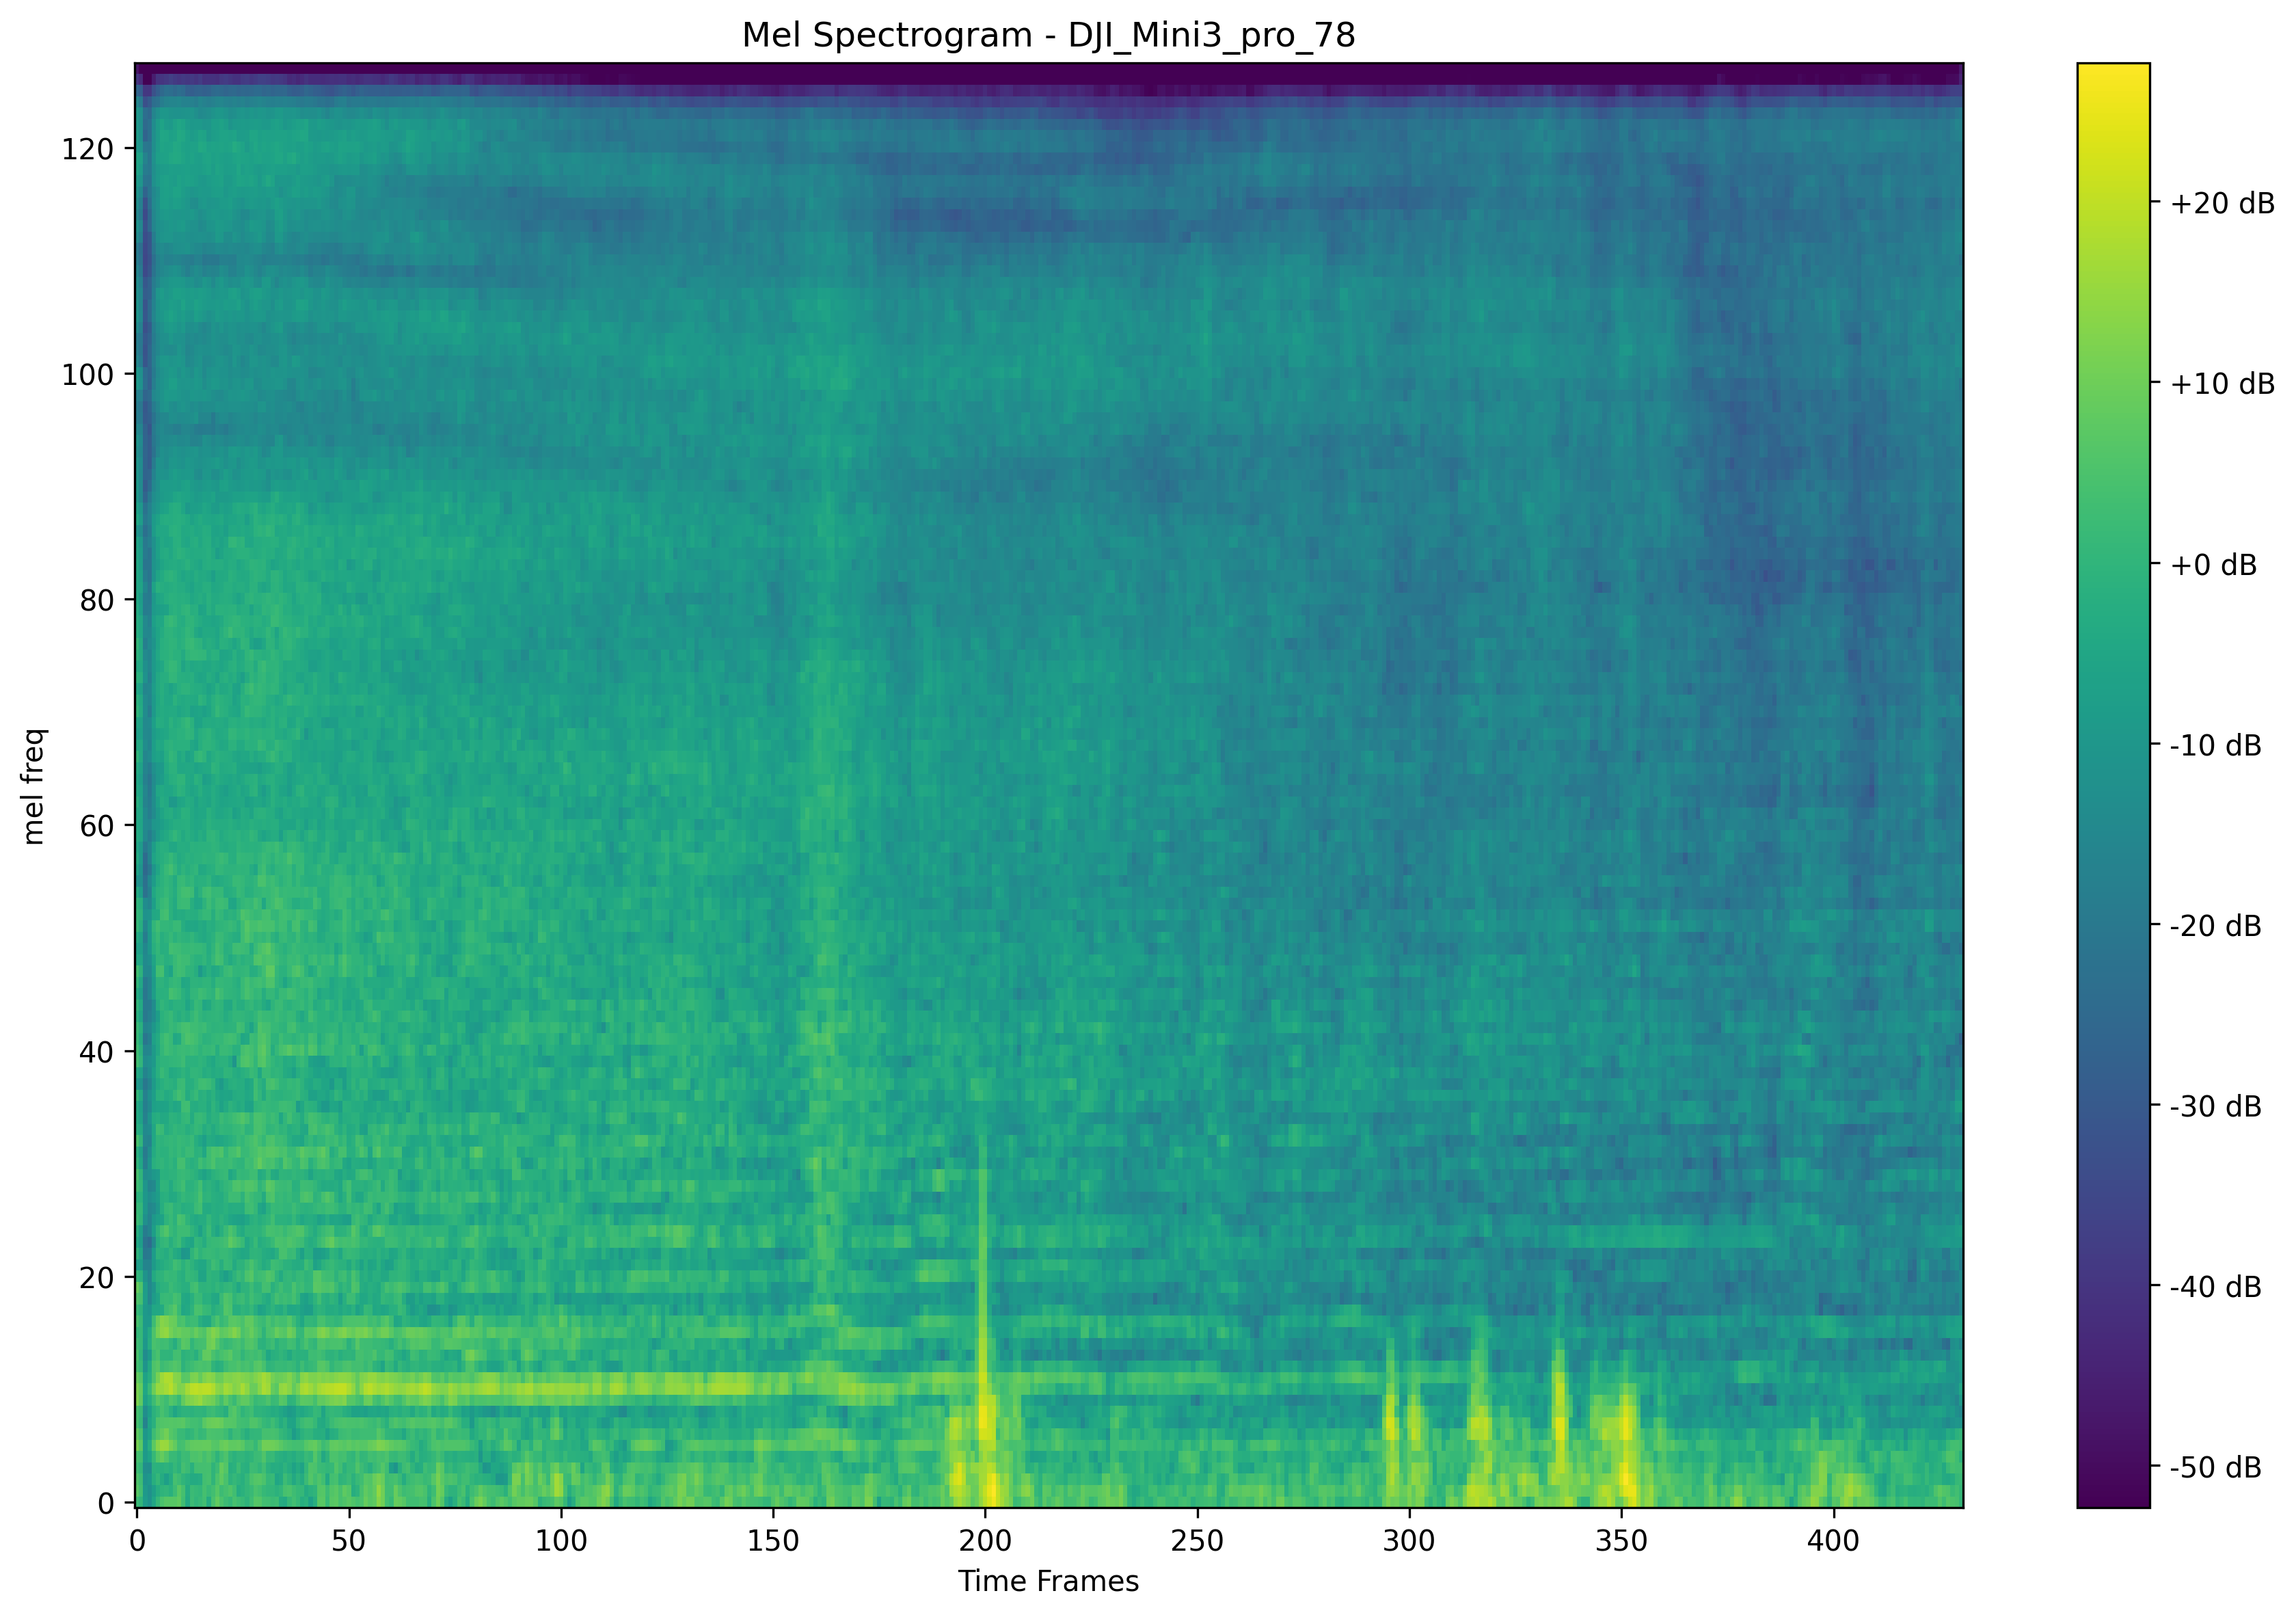 Mel Spectrogram - DJI_Mini3_pro_78
mel freq
120
100
80
60
40
20
0
0 50 100 150 200 250 300 350 400
Time Frames
+20 dB
+10 dB
+0 dB
-10 dB
-20 dB
-30 dB
-40 dB
-50 dB